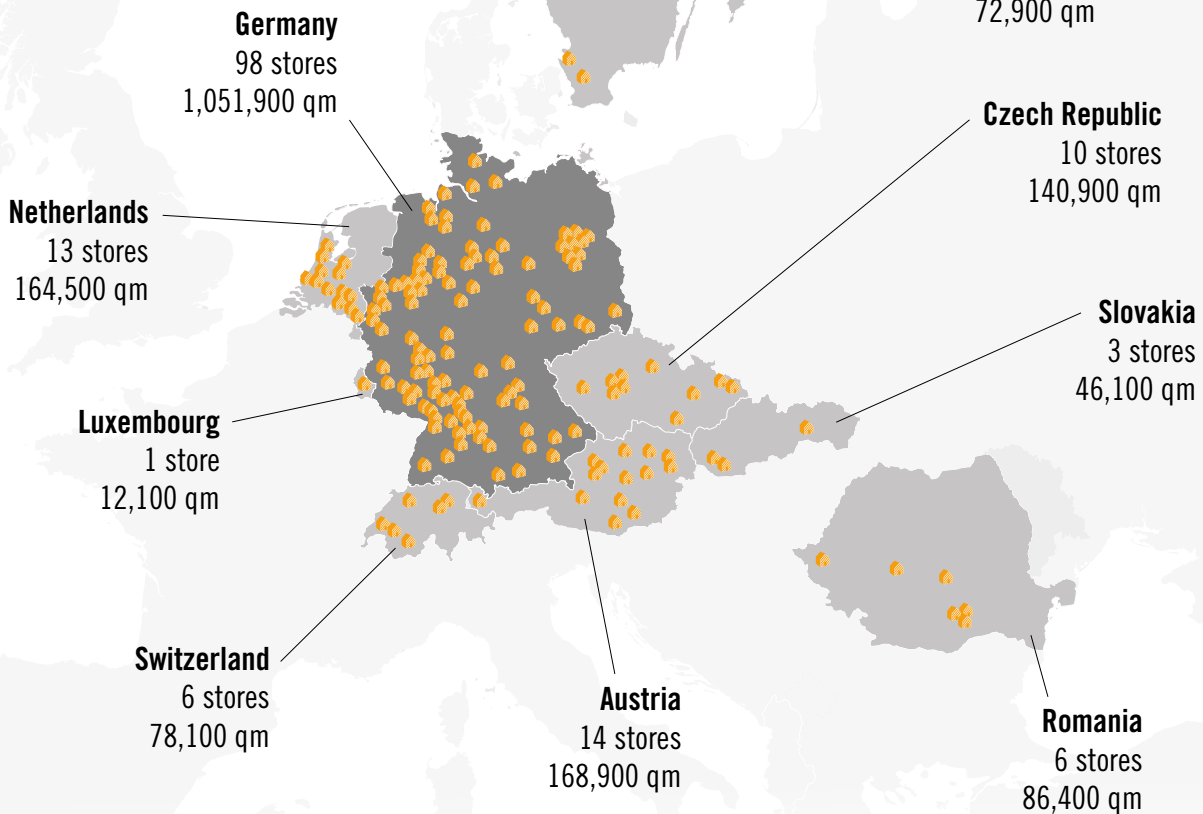 72,900 qm
Germany
98 stores
1,051,900 qm
Czech Republic
10 stores
140,900 qm
Netherlands
13 stores
164,500 qm
Slovakia
3 stores
46,100 qm
Luxembourg
1 store
12,100 qm
Switzerland
6 stores
78,100 qm
Austria
14 stores
168,900 qm
Romania
6 stores
86,400 qm